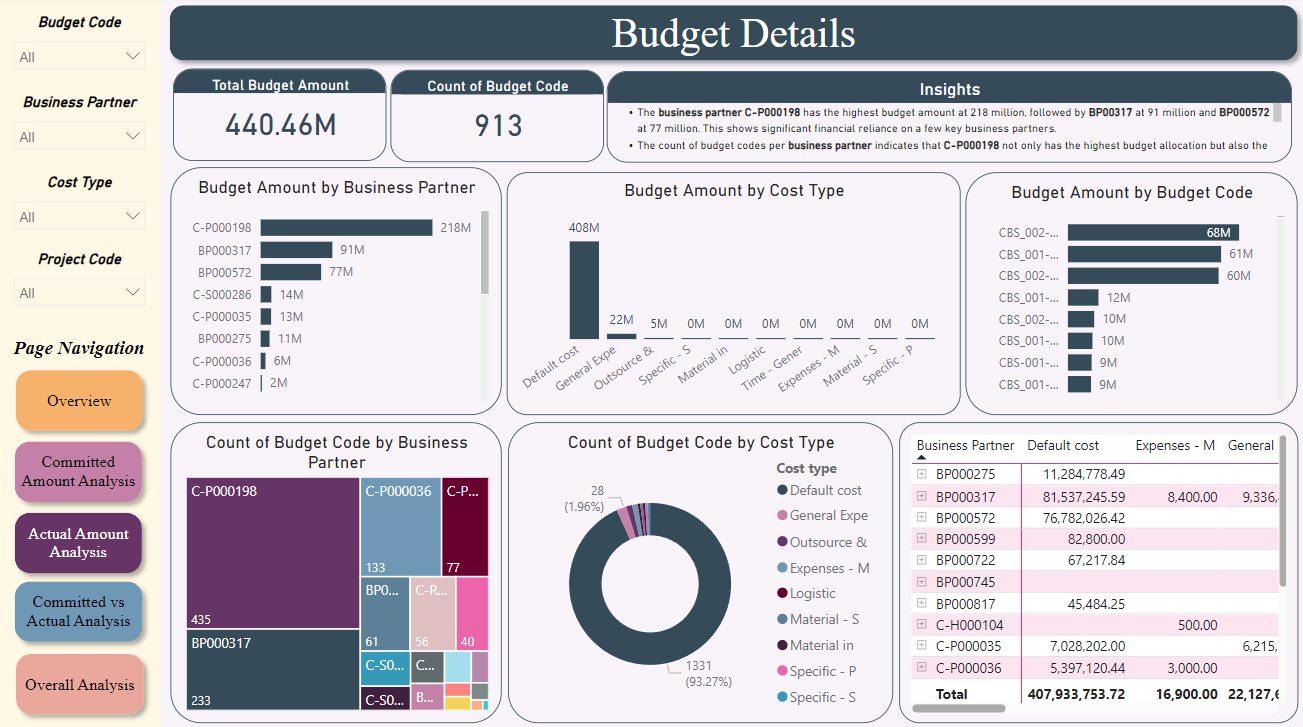 Budget Code
All
Business Partner
All
Cost Type
All
Project Code
All
Page Navigation
Overview
Committed
Amount Analysis
Actual Amount
Analysis
Committed vs
Actual Analysis
Overall Analysis
Budget Details
Total Budget Amount
440.46M
Count of Budget Code
913
Insights
• The business partner C-P000198 has the highest budget amount at 218 million, followed by BP00317 at 91 million and BP000572
at 77 million. This shows significant financial reliance on a few key business partners.
• The count of budget codes per business partner indicates that C-P000198 not only has the highest budget allocation but also the
Budget Amount by Business Partner
C-P000198 218M
BP000317 91M
BP000572 77M
C-S000286 14M
C-P000035 13M
BP000275 11M
C-P000036 6M
C-P000247 2M
Budget Amount by Cost Type
408M 22M 5M 0M 0M 0M 0M 0M 0M 0M
Default cost
General Expe
Outsource &
Specific - S
Material in
Logistic
Time - Gener
Expenses - M
Material - S
Specific - P
Budget Amount by Budget Code
CBS_002-... 68M
CBS_001-... 61M
CBS_002-... 60M
CBS_001-... 12M
CBS_002-... 10M
CBS_001-... 10M
CBS-001-... 9M
CBS_001-... 9M
Count of Budget Code by Business
Partner
C-P000198
435
BP000317
233
C-P000036
133
C-P...
77
BP0...
61
C-R...
56
40
C-S0...
C...
C-S0...
B...
Count of Budget Code by Cost Type
28
(1.96%)
1331
(93.27%)
Cost type
Default cost
General Expe
Outsource &
Expenses - M
Logistic
Material - S
Material in
Specific - P
Specific - S
Business Partner Default cost Expenses - M General
BP000275 11,284,778.49
BP000317 81,537,245.59 8,400.00 9,336,
BP000572 76,782,026.42
BP000599 82,800.00
BP000722 67,217.84
BP000745
BP000817 45,484.25
C-H000104 500.00
C-P000035 7,028,202.00 6,215,
C-P000036 5,397,120.44 3,000.00
Total 407,933,753.72 16,900.00 22,127,6